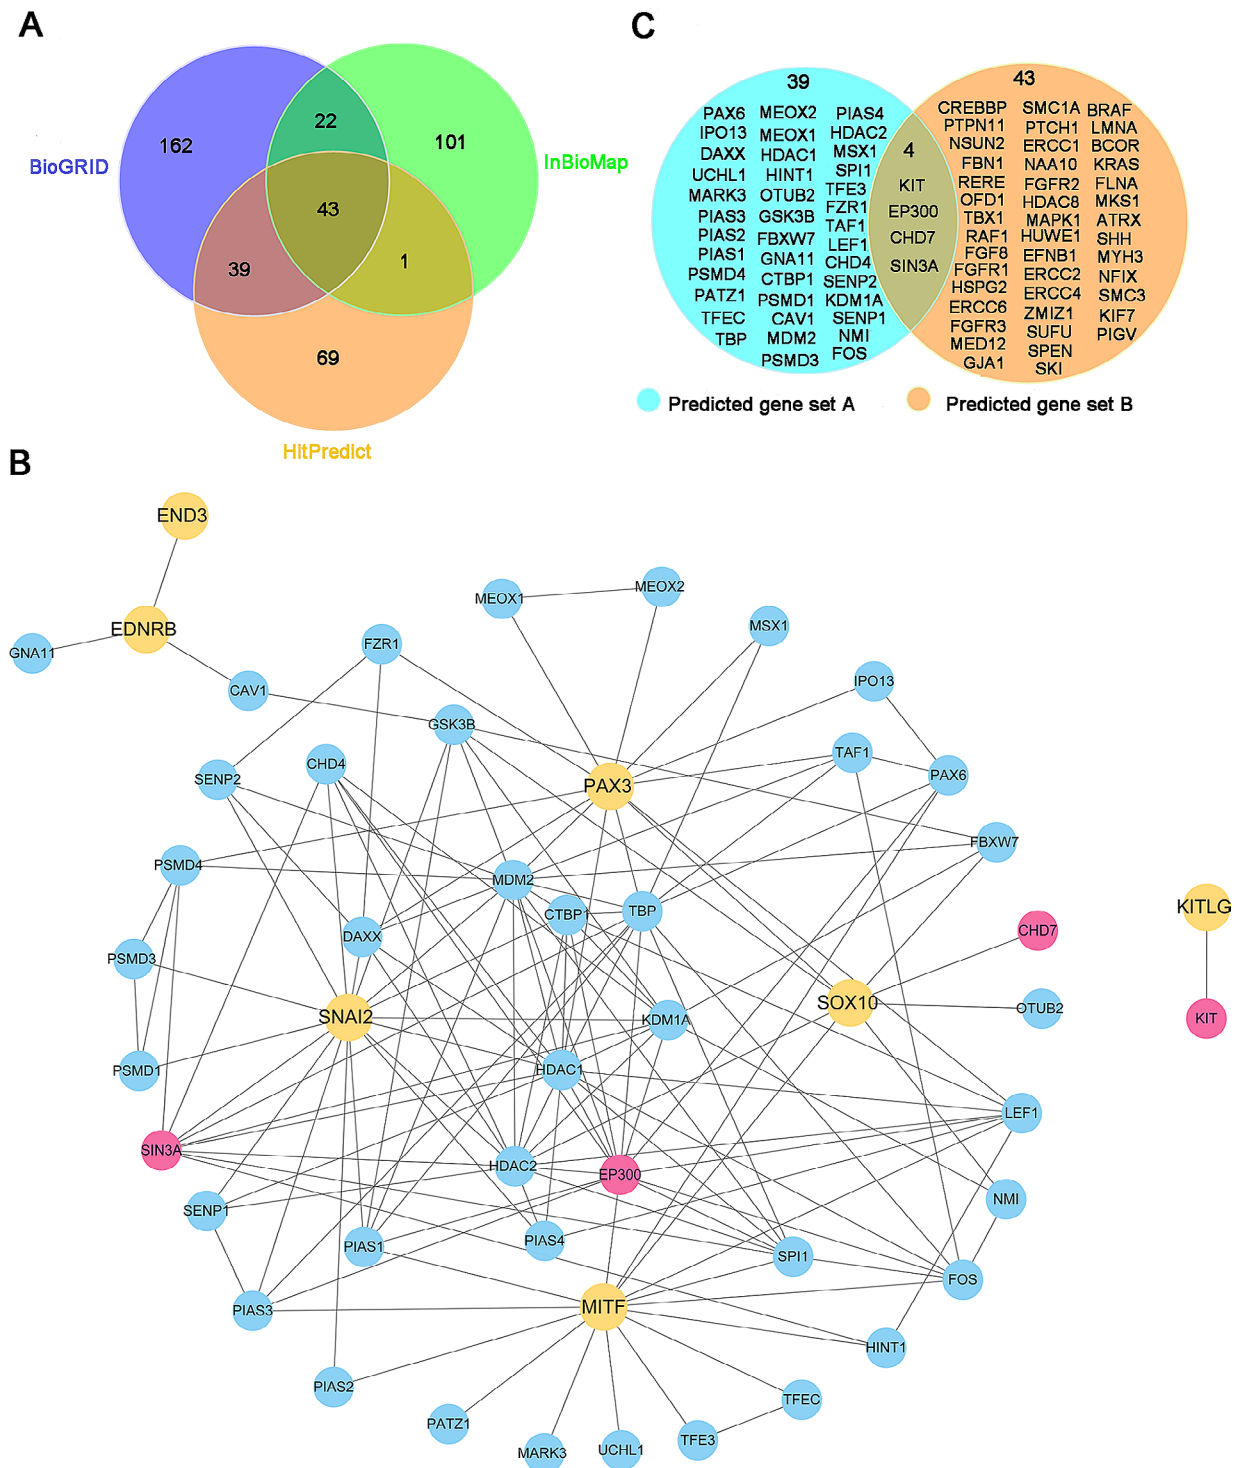 A
162
22
101
BioGRID
InBioMap
43
39
1
69
HitPredict
C
39
PAX6 MEOX2 PIAS4
IPO13 MEOX1 HDAC2
DAXX HDAC1 MSX1
UCHL1 HINT1 SPI1
MARK3 OTUB2 TFE3
PIAS3 GSK3B FZR1
PIAS2 FBXW7 TAF1
PIAS1 GNA11 LEF1
PSMD4 CTBP1 CHD4
PATZ1 PSMD1 SENP2
TFEC CAV1 KDM1A
TBP MDM2 SENP1
PSMD3 NMI
FOS
4
KIT
EP300
CHD7
SIN3A
43
CREBBP SMC1A BRAF
PTPN11 PTCH1 LMNA
NSUN2 ERCC1 BCOR
FBN1 NAA10 KRAS
RERE FGFR2 FLNA
OFD1 HDAC8 MKS1
TBX1 MAPK1 ATRX
RAF1 HUWE1 SHH
FGF8 EFNB1 MYH3
FGFR1 ERCC2 NFIX
HSPG2 ERCC4 SMC3
ERCC6 ZMIZ1 KIF7
FGFR3 SUFU PIGV
MED12 SPEN
GJA1 SKI
Predicted gene set A
Predicted gene set B
B
END3
MEOX1
MEOX2
EDNRB
MSX1
GNA11
FZR1
CAV1
IPO13
GSK3B
CHD4
TAF1
SENP2
PAX3
PAX6
FBXW7
PSMD4
MDM2
CTBP1
TBP
KITLG
DAXX
CHD7
PSMD3
SNAI2
KDM1A
SOX10
OTUB2
KIT
PSMD1
HDAC1
LEF1
SIN3A
HDAC2
EP300
NMI
SENP1
PIAS1
PIAS4
SPI1
FOS
PIAS3
MITF
HINT1
PIAS2
TFEC
PATZ1
MARK3
UCHL1
TFE3